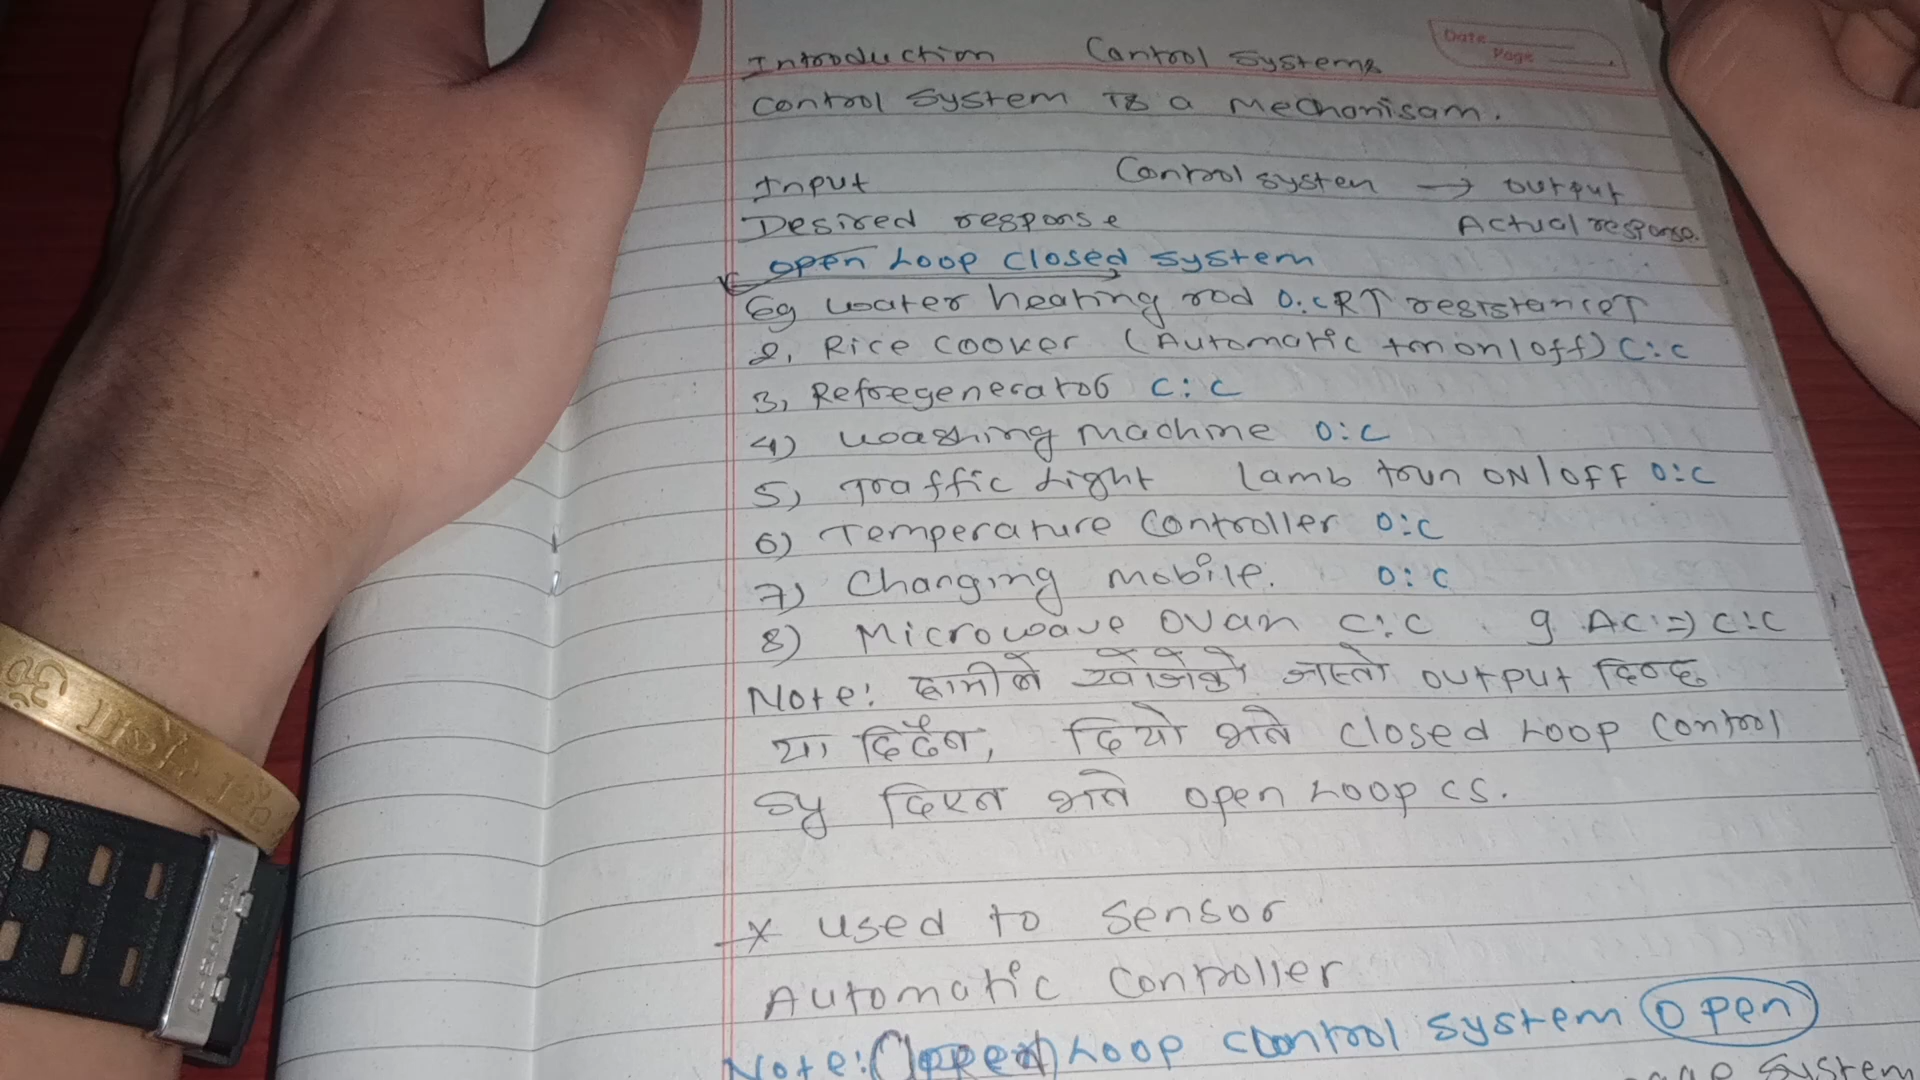 Date
Page
Introduction Control Systems
Control System Is a Mechanisam.
Input Control systen → output
Desired response Actual response.
open Loop closed system
Eg water heating rod O.C R↑ resistance↑
2, Rice cooker (Automatic turn on/off) C:C
3, Refregenerator C:C
4) washing Machine O:C
5) Traffic Light Lamb turn ON/OFF O:C
6) Temperature Controller O:C
7) Changing mobile. O:C
8) Microwave Ovan C:C 9 AC => C:C
Note: हामीले खोजेको जस्तो output दिन्छ
या दिदैन, दियो भने closed Loop Control
sy दिएन भने open Loop CS.
* used to Sensor
Automatic Controller
Note: Loop control system open
system